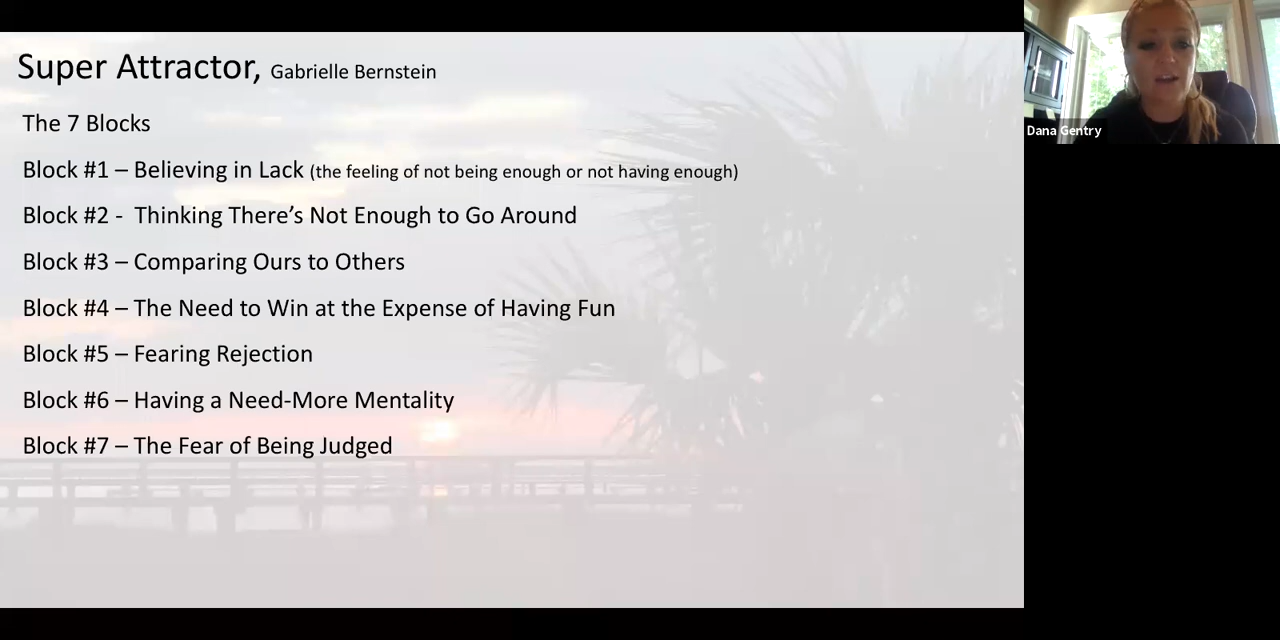 Super Attractor, Gabrielle Bernstein
The 7 Blocks
Block #1 – Believing in Lack (the feeling of not being enough or not having enough)
Block #2 - Thinking There’s Not Enough to Go Around
Block #3 – Comparing Ours to Others
Block #4 – The Need to Win at the Expense of Having Fun
Block #5 – Fearing Rejection
Block #6 – Having a Need-More Mentality
Block #7 – The Fear of Being Judged
Dana Gentry